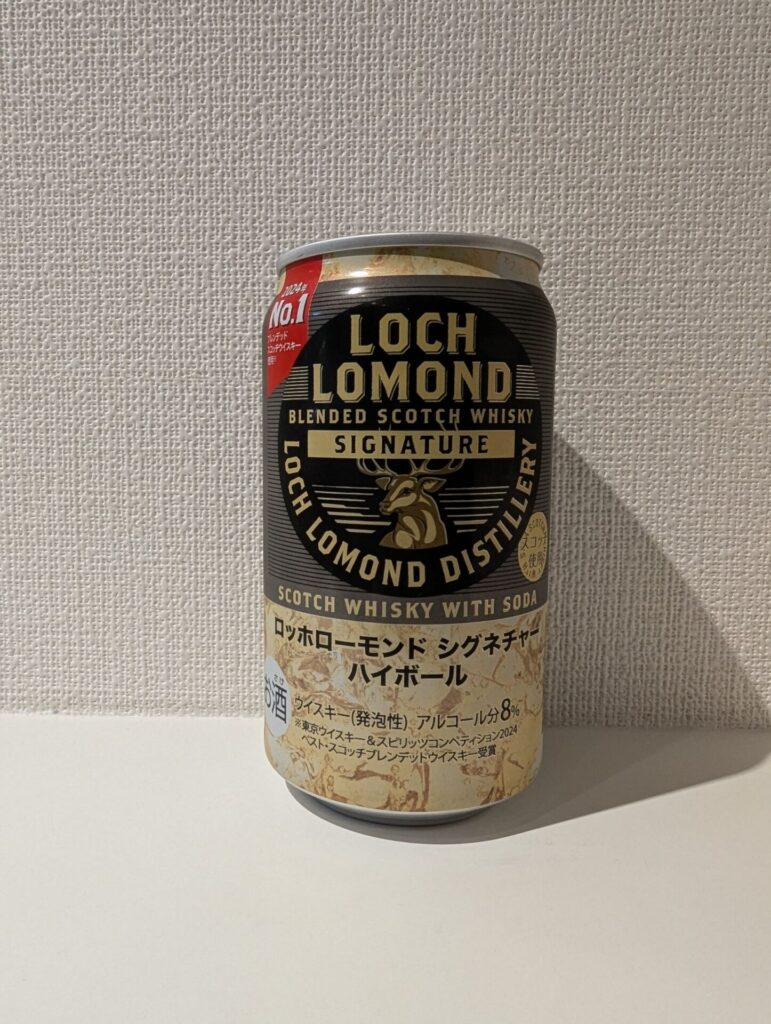 2024年
No.1
ブレンデッド
スコッチウイスキー
LOCH
LOMOND
BLENDED SCOTCH WHISKY
SIGNATURE
LOCH LOMOND DISTILLERY
スコッチ
使用
SCOTCH WHISKY WITH SODA
ロッホローモンド シグネチャー
ハイボール
お酒
ウイスキー(発泡性) アルコール分8%
※東京ウイスキー&スピリッツコンペティション2024
ベスト・スコッチブレンデッドウイスキー受賞